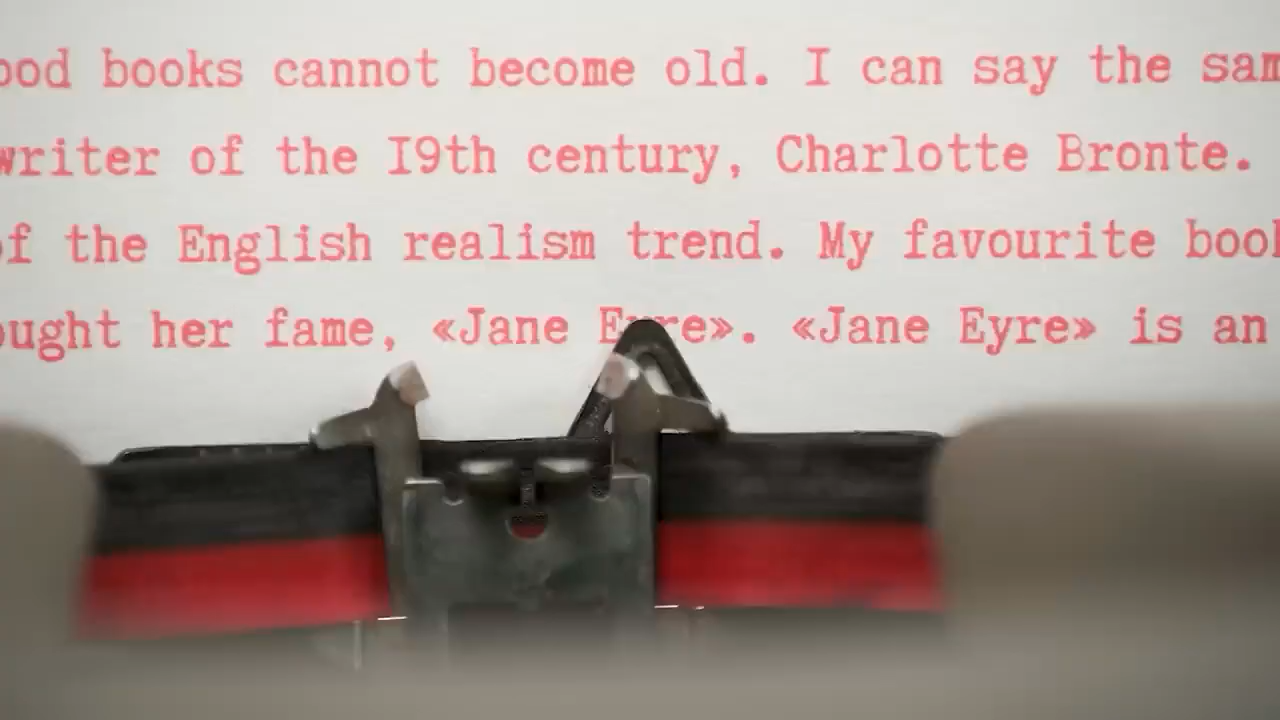 ood books cannot become old. I can say the sam
writer of the I9th century, Charlotte Bronte.
of the English realism trend. My favourite book
ought her fame, «Jane Eyre». «Jane Eyre» is an